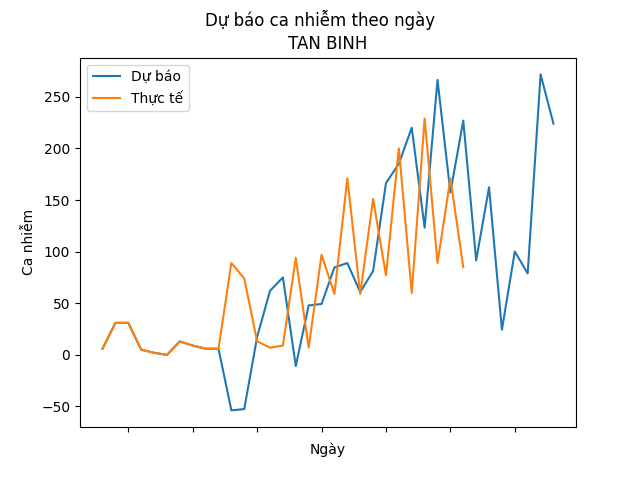 Dự báo ca nhiễm theo ngày
TAN BINH
Dự báo
Thực tế
250
200
150
100
50
0
−50
Ca nhiễm
Ngày